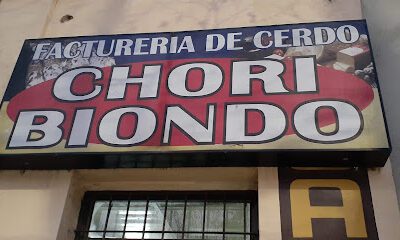 FACTURERIA DE CERDO
CHORI
BIONDO
A